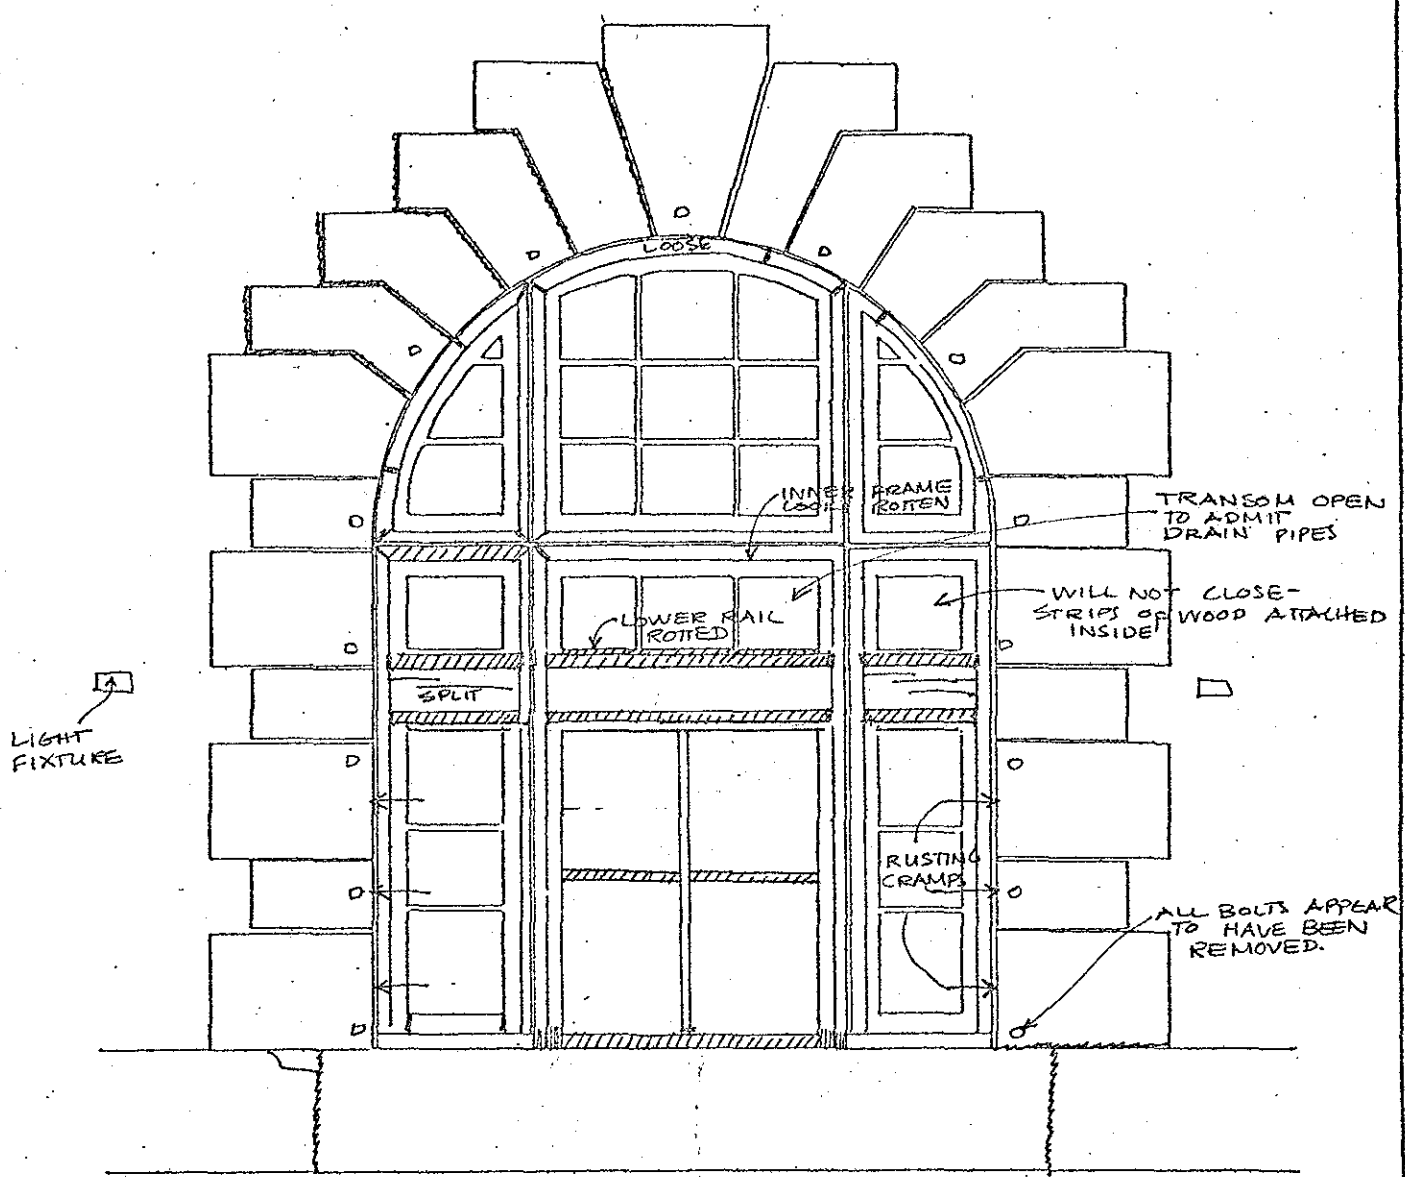 LOOSE
INNER FRAME
LOOKS ROTTEN
TRANSOM OPEN
TO ADMIT
DRAIN PIPES
LOWER RAIL
ROTTED
WILL NOT CLOSE-
STRIPS OF WOOD ATTACHED
INSIDE
SPLIT
LIGHT
FIXTURE
RUSTING
CRAMPS
ALL BOLTS APPEAR
TO HAVE BEEN
REMOVED.